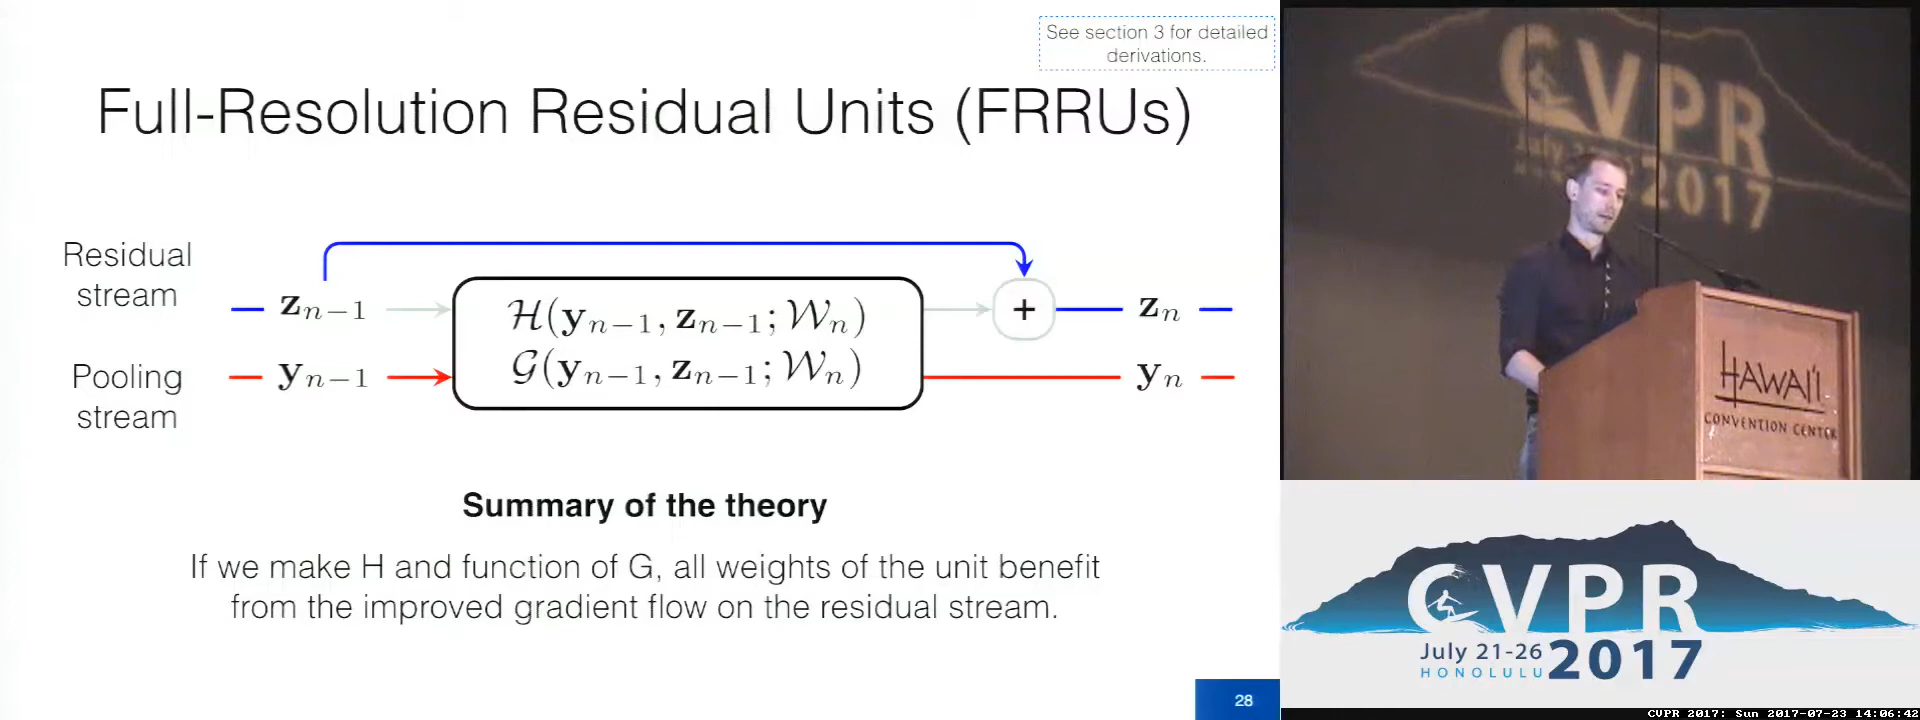 See section 3 for detailed
derivations.
Full-Resolution Residual Units (FRRUs)
Residual
stream
z_{n−1}
H(y_{n−1}, z_{n−1}; W_n)
+
z_n
Pooling
stream
y_{n−1}
G(y_{n−1}, z_{n−1}; W_n)
y_n
Summary of the theory
If we make H and function of G, all weights of the unit benefit
from the improved gradient flow on the residual stream.
28
CVPR
July
2017
HAWAI'I
CONVENTION CENTER
CVPR
July 21-26
HONOLULU
2017
CVPR 2017: Sun 2017-07-23 14:06:42